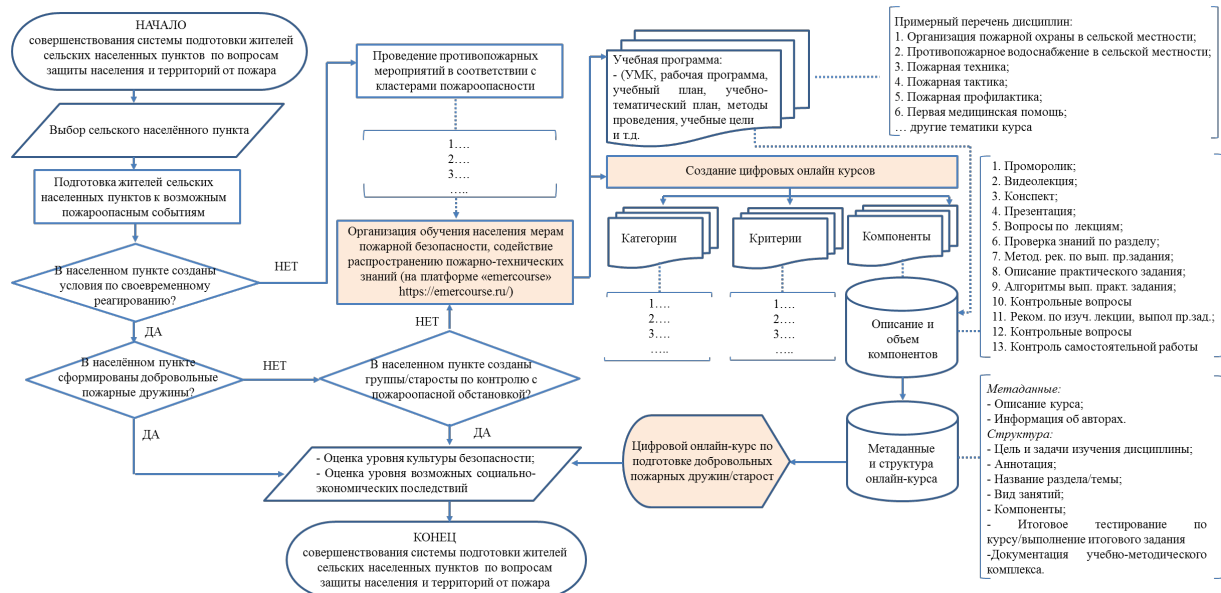 НАЧАЛО
совершенствования системы подготовки жителей
сельских населенных пунктов по вопросам
защиты населения и территорий от пожара
Выбор сельского населённого пункта
Подготовка жителей сельских
населенных пунктов к возможным
пожароопасным событиям
В населенном пункте созданы
условия по своевременному
реагированию?
НЕТ
ДА
В населённом пункте
сформированы добровольные
пожарные дружины?
НЕТ
ДА
Проведение противопожарных
мероприятий в соответствии с
кластерами пожароопасности
1….
2….
3….
…..
Организация обучения населения мерам
пожарной безопасности, содействие
распространению пожарно-технических
знаний (на платформе «emercourse»
https://emercourse.ru/)
НЕТ
В населенном пункте созданы
группы/старосты по контролю с
пожароопасной обстановкой?
ДА
- Оценка уровня культуры безопасности;
- Оценка уровня возможных социально-
экономических последствий
КОНЕЦ
совершенствования системы подготовки жителей
сельских населенных пунктов по вопросам
защиты населения и территорий от пожара
Учебная программа:
- (УМК, рабочая программа,
учебный план, учебно-
тематический план, методы
проведения, учебные цели
и т.д.
Примерный перечень дисциплин:
1. Организация пожарной охраны в сельской местности;
2. Противопожарное водоснабжение в сельской местности;
3. Пожарная техника;
4. Пожарная тактика;
5. Пожарная профилактика;
6. Первая медицинская помощь;
… другие тематики курса
Создание цифровых онлайн курсов
Категории
Критерии
Компоненты
1….
2….
3….
…..
1….
2….
3….
…..
Описание и
объем
компонентов
1. Проморолик;
2. Видеолекция;
3. Конспект;
4. Презентация;
5. Вопросы по лекциям;
6. Проверка знаний по разделу;
7. Метод. рек. по вып. пр.задания;
8. Описание практического задания;
9. Алгоритмы вып. практ. задания;
10. Контрольные вопросы
11. Реком. по изуч. лекции, выпол пр.зад.;
12. Контрольные вопросы
13. Контроль самостоятельной работы
Цифровой онлайн-курс по
подготовке добровольных
пожарных дружин/старост
Метаданные
и структура
онлайн-курса
Метаданные:
- Описание курса;
- Информация об авторах.
Структура:
- Цель и задачи изучения дисциплины;
- Аннотация;
- Название раздела/темы;
- Вид занятий;
- Компоненты;
- Итоговое тестирование по
курсу/выполнение итогового задания
-Документация учебно-методического
комплекса.